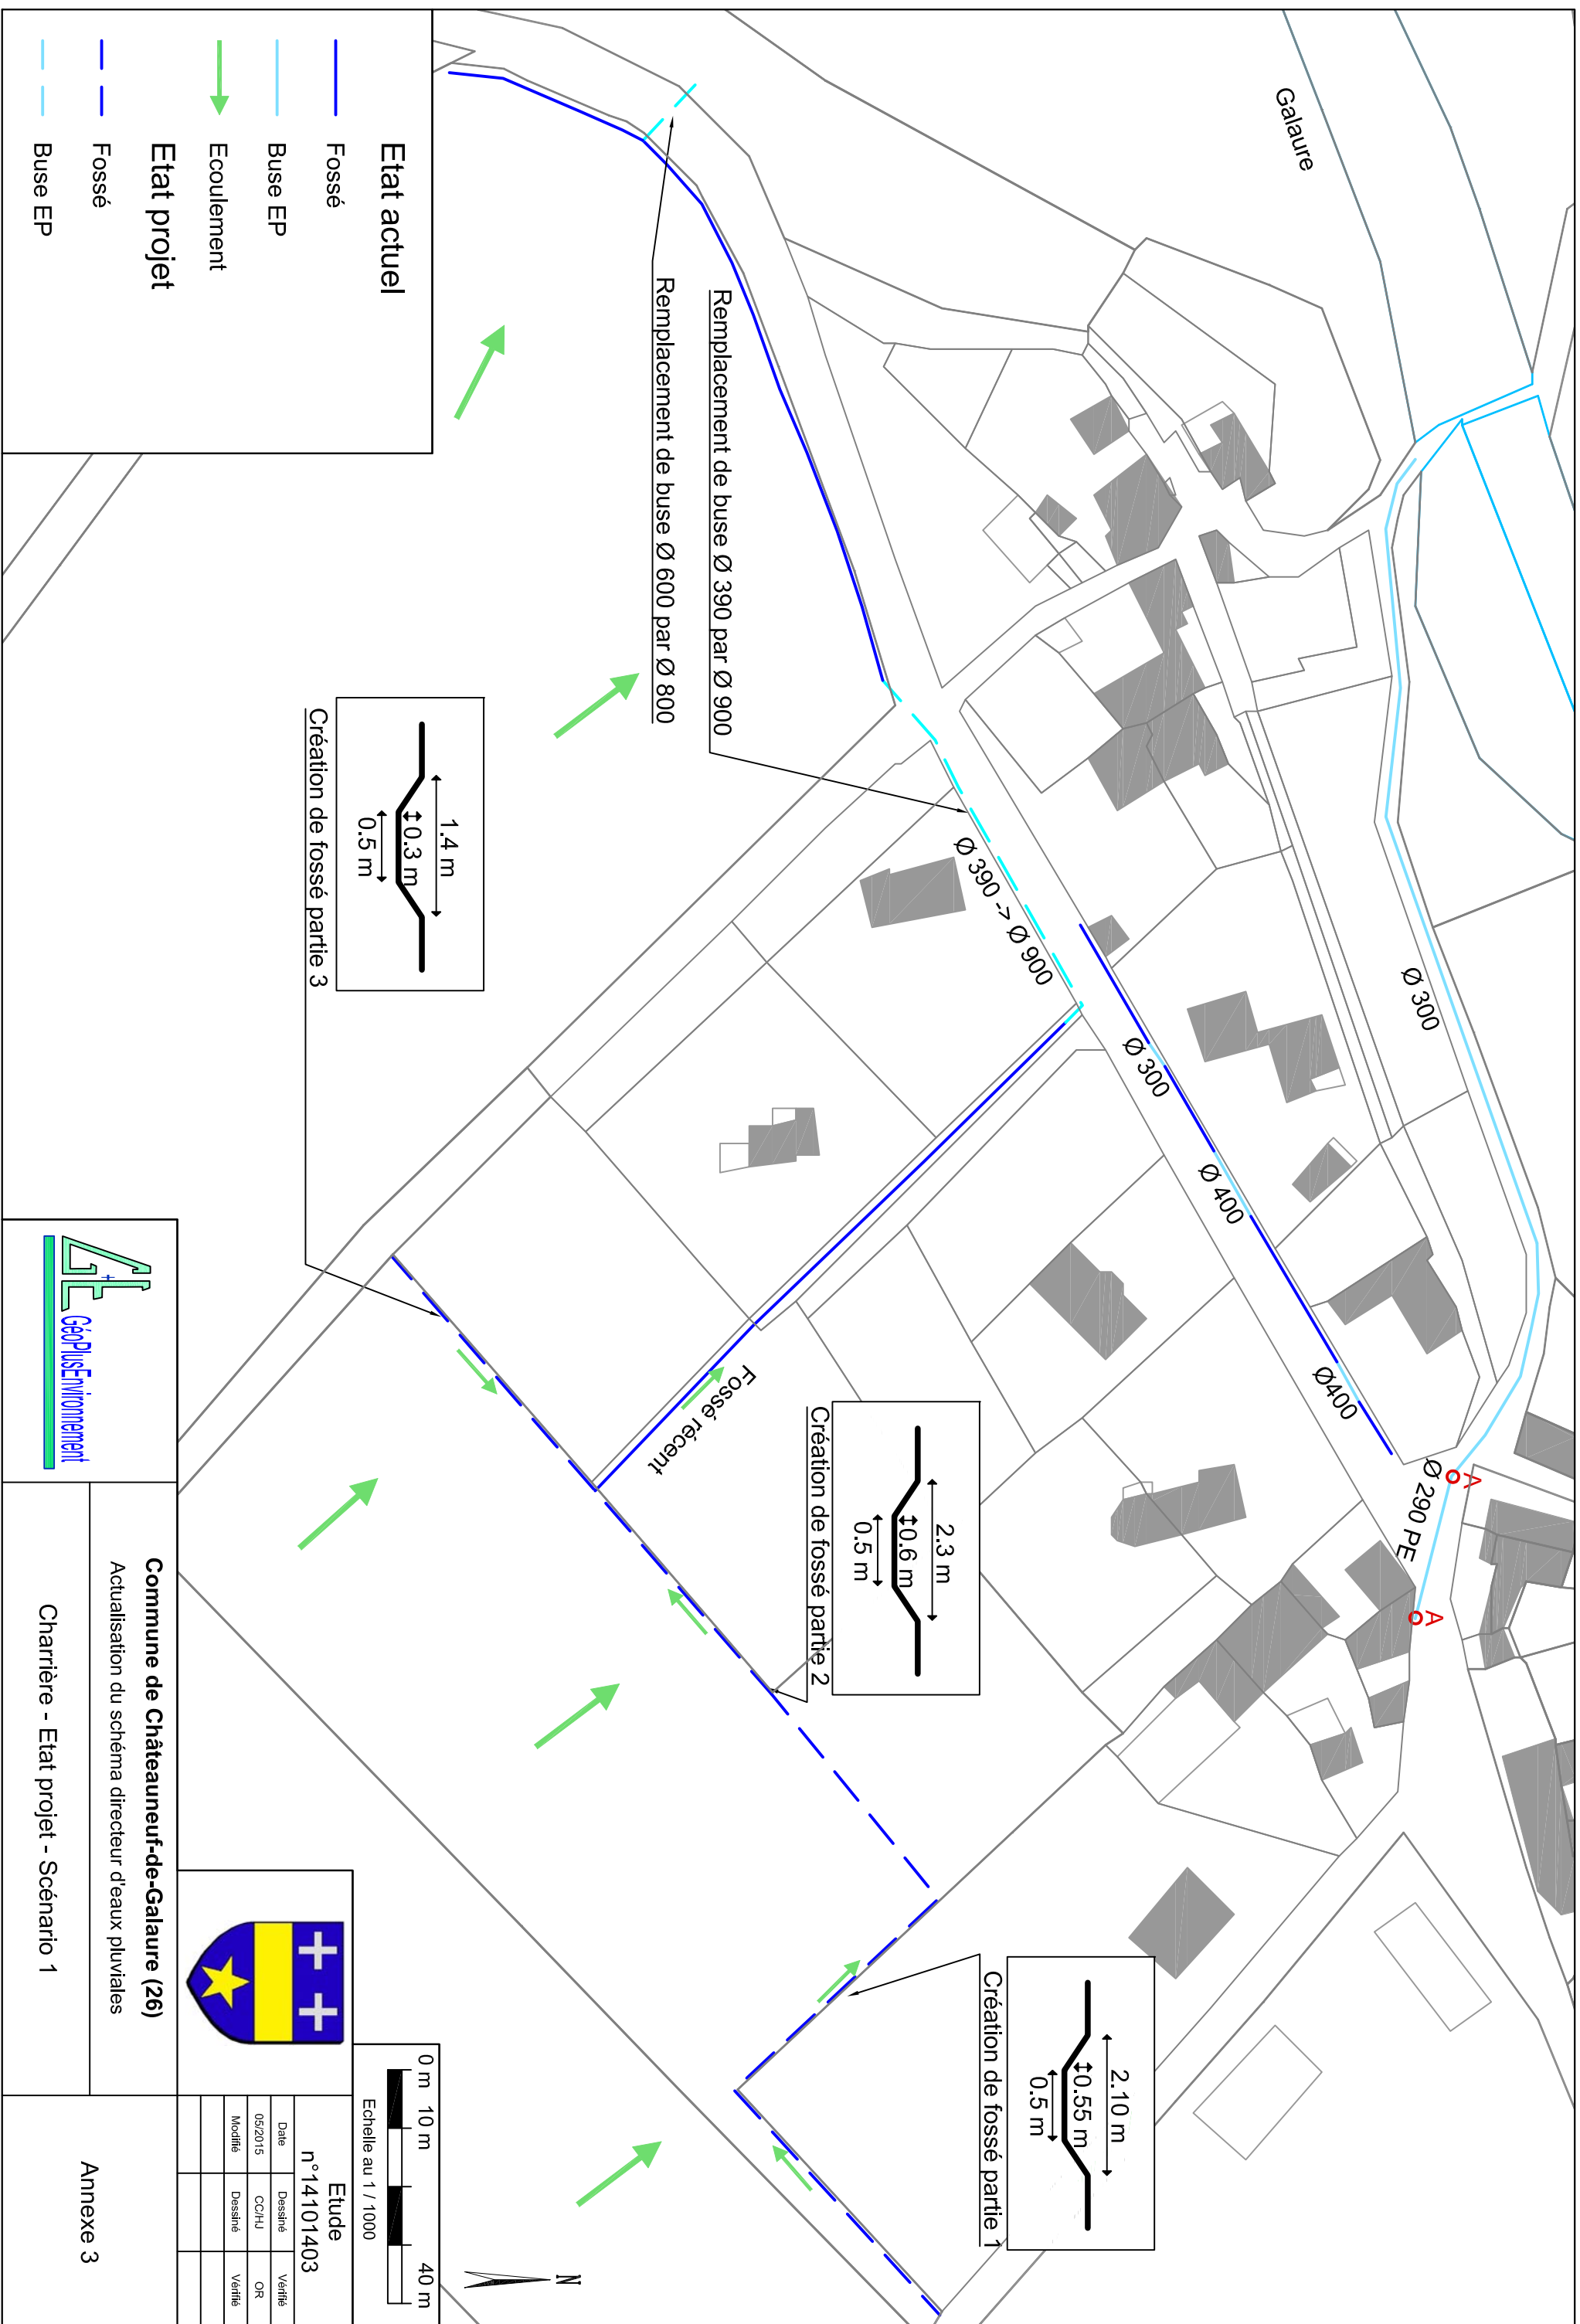 Galaure
Ø 300
Ø 300
Ø 400
Ø400
Ø 290 PE
A
A
Ø 390 -> Ø 900
Remplacement de buse Ø 390 par Ø 900
Remplacement de buse Ø 600 par Ø 800
2.10 m
0.55 m
0.5 m
Création de fossé partie 1
2.3 m
0.6 m
0.5 m
Création de fossé partie 2
1.4 m
0.3 m
0.5 m
Création de fossé partie 3
Fossé récent
Etat actuel
Fossé
Buse EP
Ecoulement
Etat projet
Fossé
Buse EP
N
0 m 10 m 40 m
Echelle au 1 / 1000
Etude
n°14101403
Date Dessiné Vérifié
05/2015 CC/HJ OR
Modifié Dessiné Vérifié
GéoPlusEnvironnement
Commune de Châteauneuf-de-Galaure (26)
Actualisation du schéma directeur d'eaux pluviales
Charrière - Etat projet - Scénario 1
Annexe 3